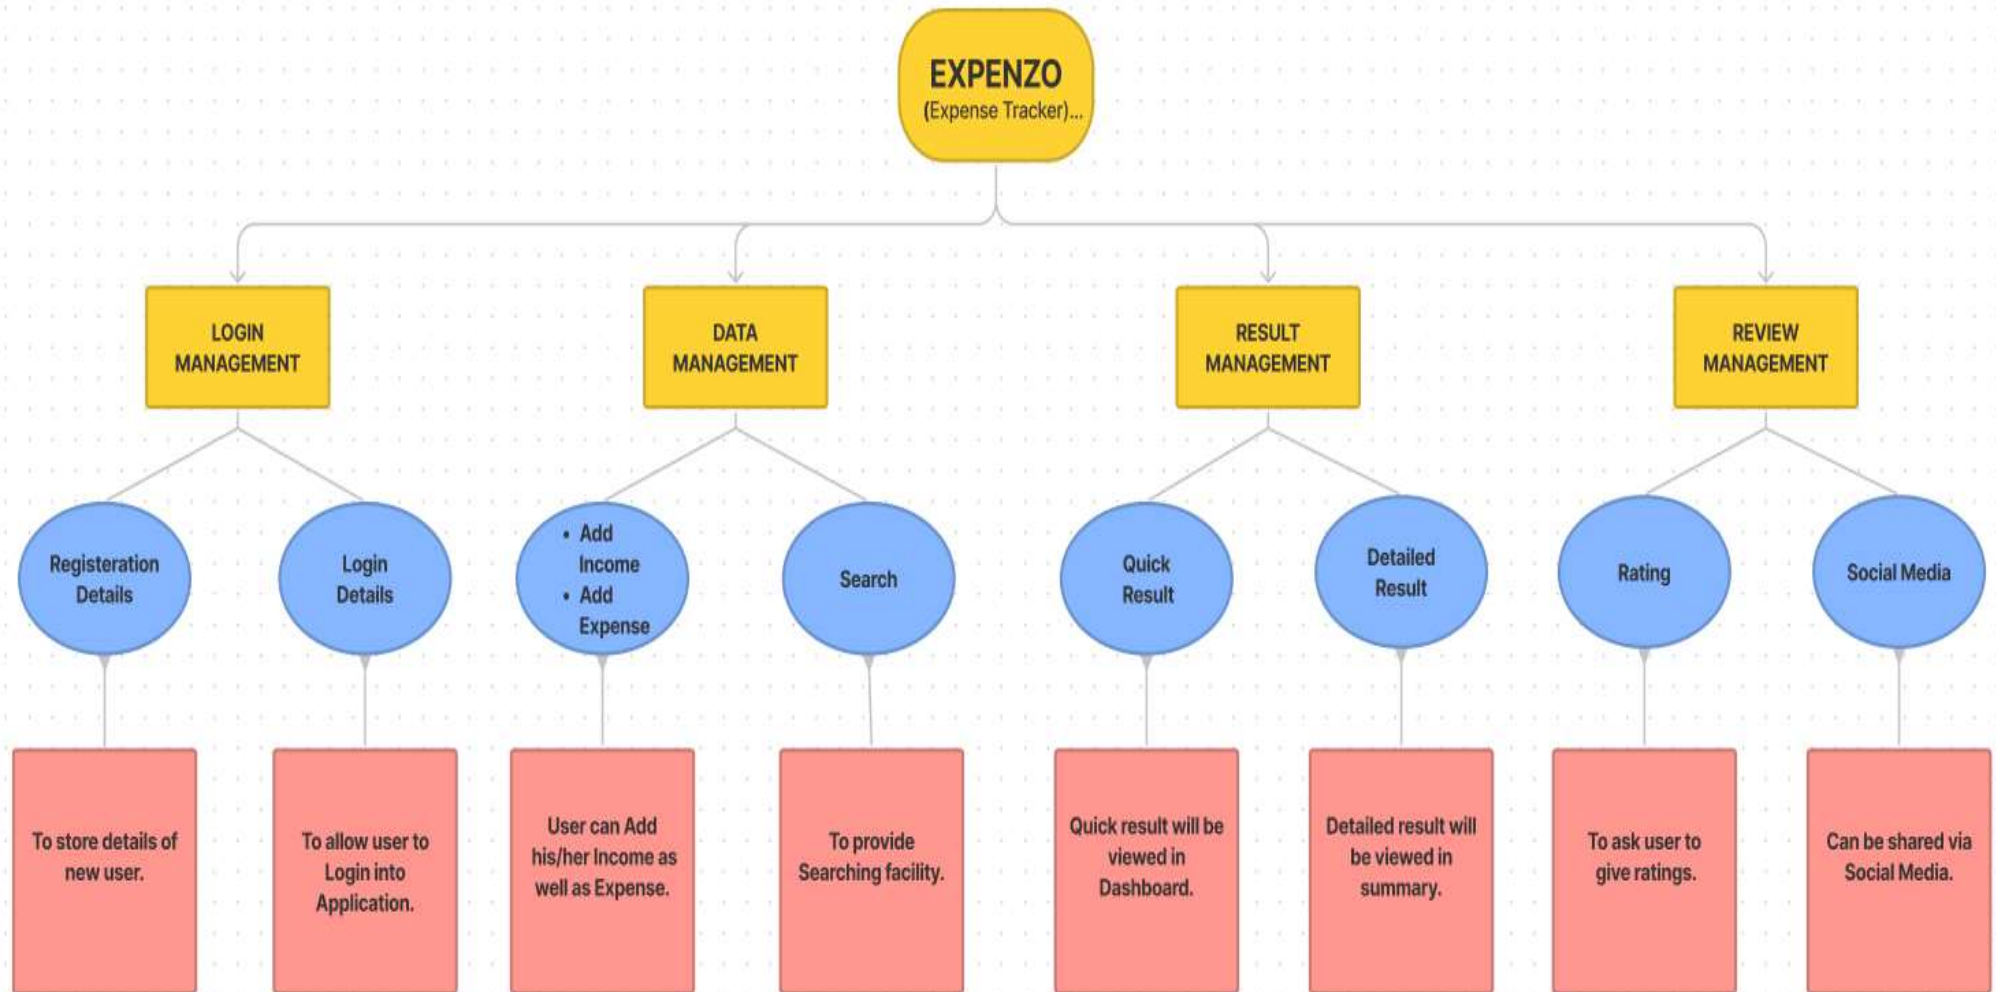 EXPENZO
(Expense Tracker)...
LOGIN
MANAGEMENT
DATA
MANAGEMENT
RESULT
MANAGEMENT
REVIEW
MANAGEMENT
Registeration
Details
Login
Details
• Add
Income
• Add
Expense
Search
Quick
Result
Detailed
Result
Rating
Social Media
To store details of
new user.
To allow user to
Login into
Application.
User can Add
his/her Income as
well as Expense.
To provide
Searching facility.
Quick result will be
viewed in
Dashboard.
Detailed result will
be viewed in
summary.
To ask user to
give ratings.
Can be shared via
Social Media.